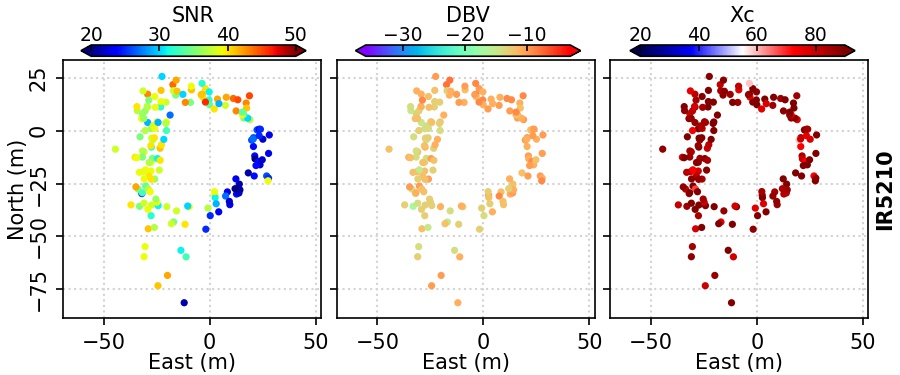 SNR DBV Xc
20 30 40 50 −30 −20 −10 20 40 60 80
25
0
−25
−50
−75
North (m)
−50 0 50 −50 0 50 −50 0 50
East (m) East (m) East (m)
IR5210